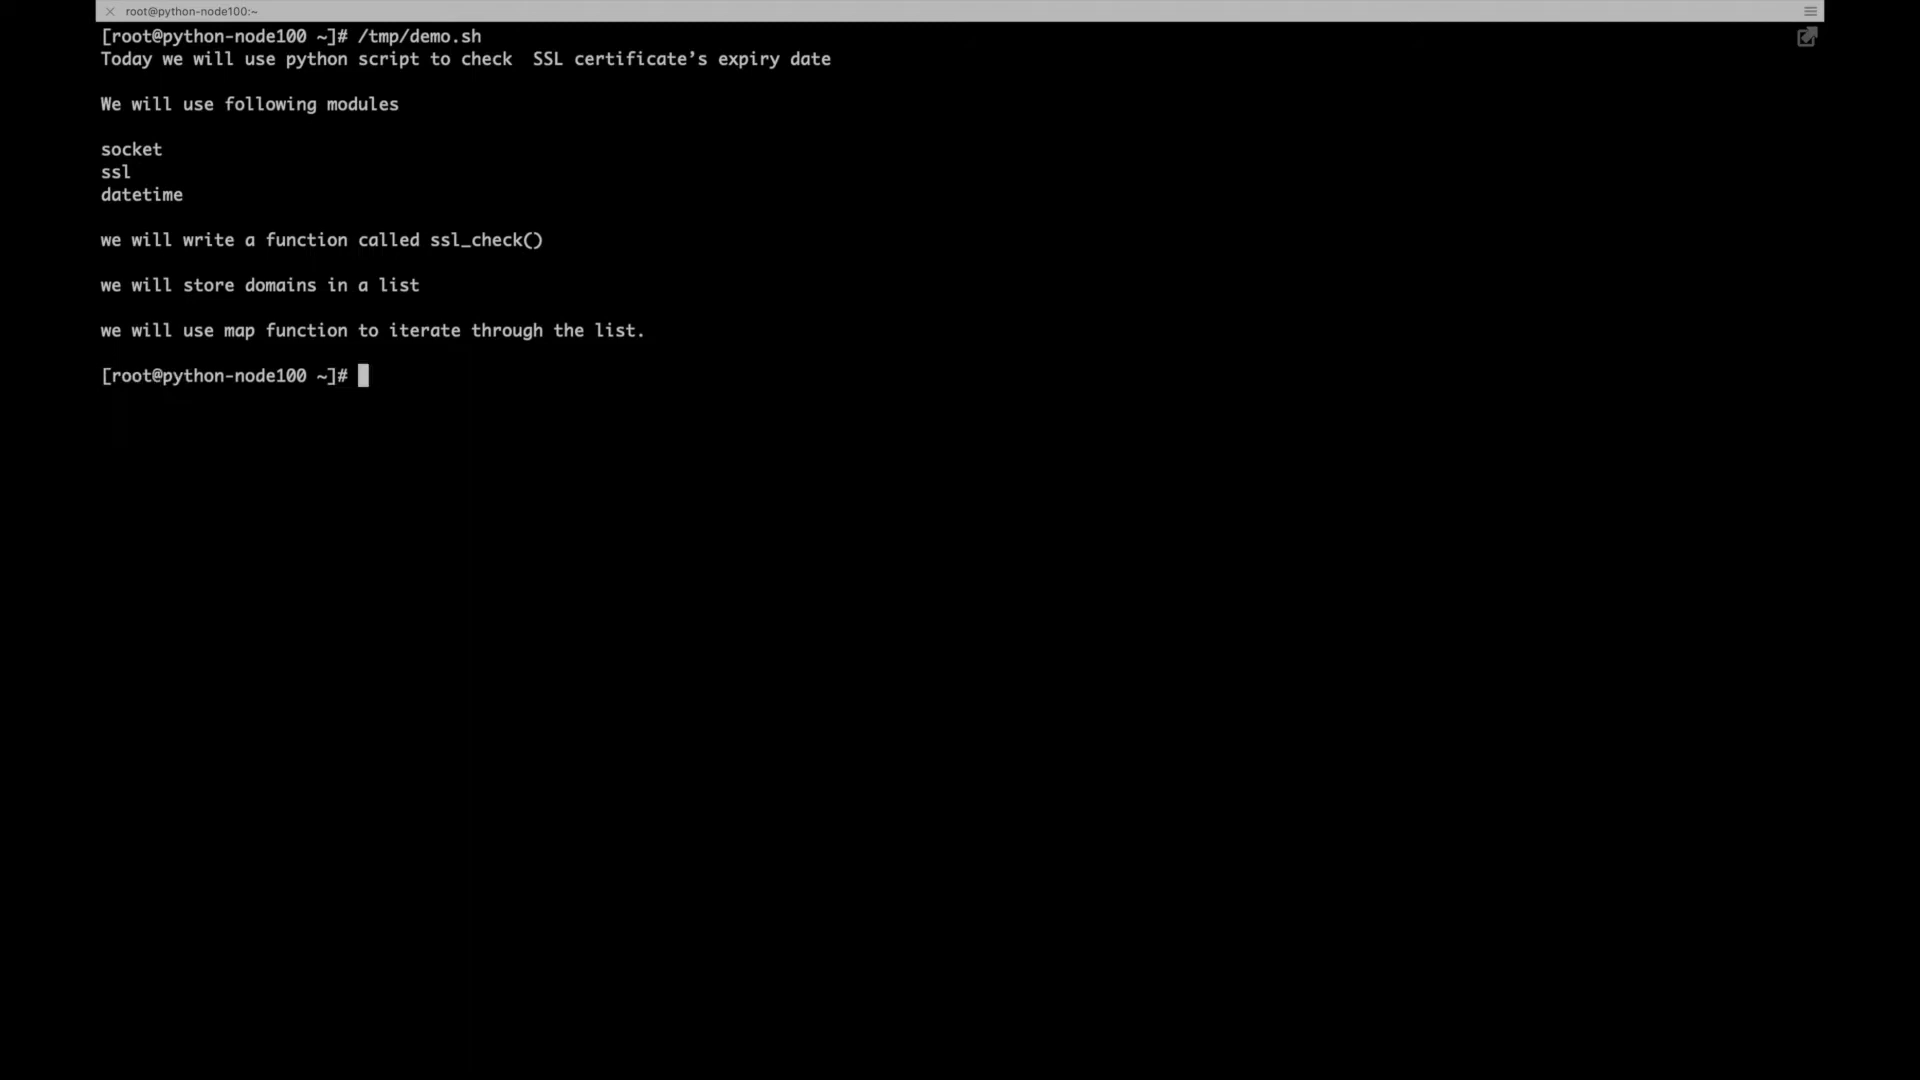 root@python-node100:~
[root@python-node100 ~]# /tmp/demo.sh
Today we will use python script to check  SSL certificate’s expiry date
We will use following modules
socket
ssl
datetime
we will write a function called ssl_check()
we will store domains in a list
we will use map function to iterate through the list.
[root@python-node100 ~]#